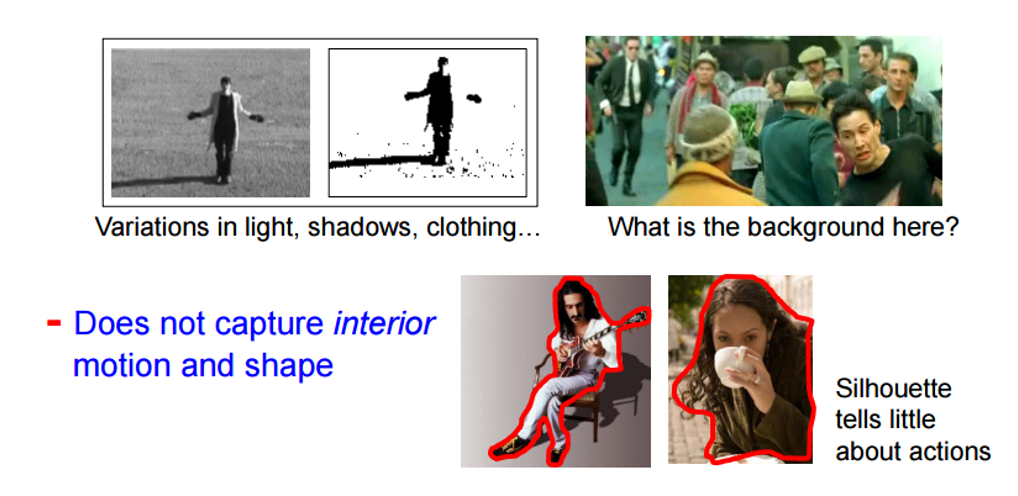 Variations in light, shadows, clothing...
What is the background here?
- Does not capture interior
motion and shape
Silhouette
tells little
about actions